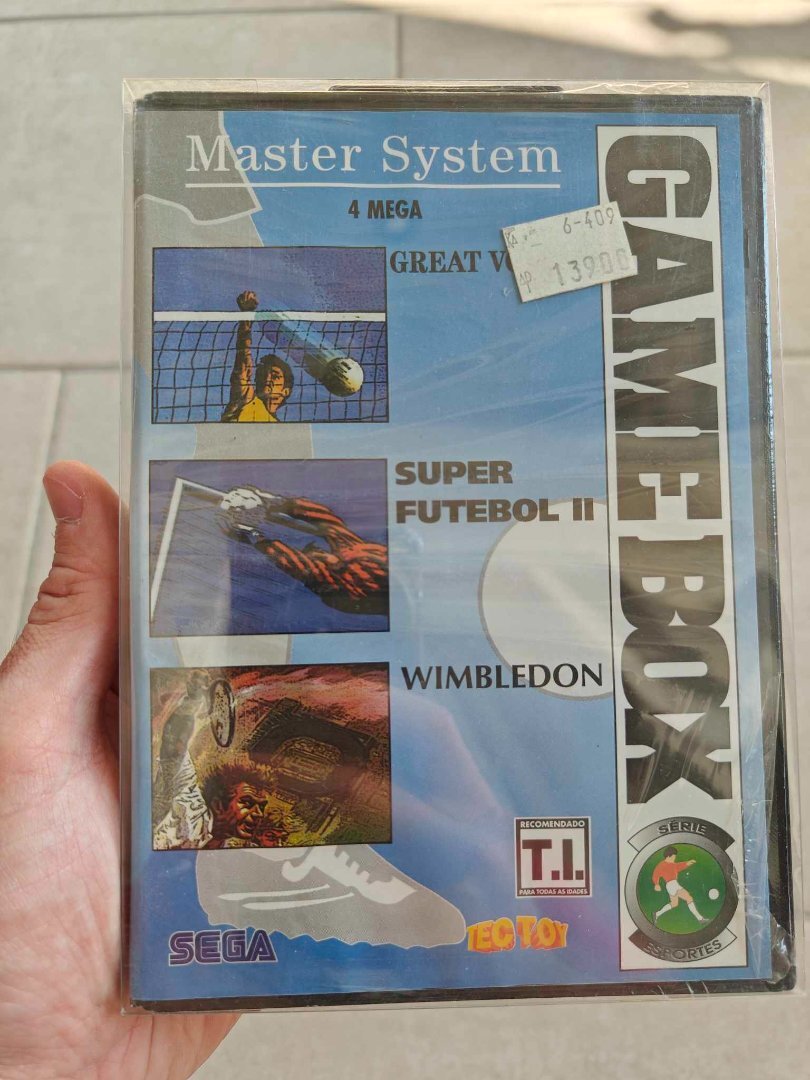 Master System
4 MEGA
6-409
13900
GREAT
SUPER
FUTEBOL II
WIMBLEDON
GAME BOX
RECOMENDADO
T.I.
PARA TODAS AS IDADES
SÉRIE
ESPORTES
SEGA
TEC TOY